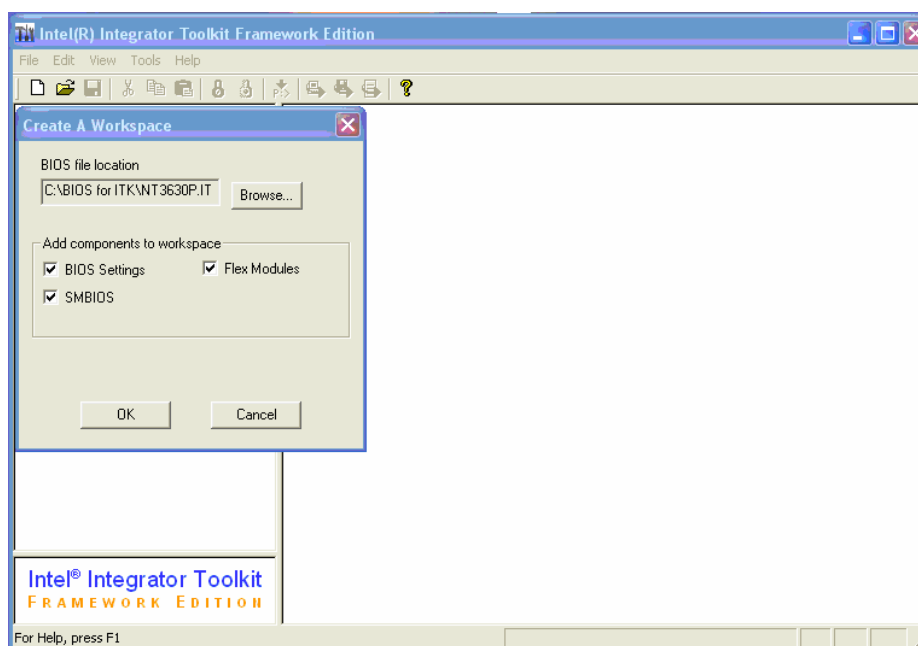 Intel(R) Integrator Toolkit Framework Edition
File Edit View Tools Help
Create A Workspace
BIOS file location
C:\BIOS for ITK\NT3630P.IT
Browse...
Add components to workspace
BIOS Settings Flex Modules
SMBIOS
OK Cancel
Intel® Integrator Toolkit
FRAMEWORK EDITION
For Help, press F1